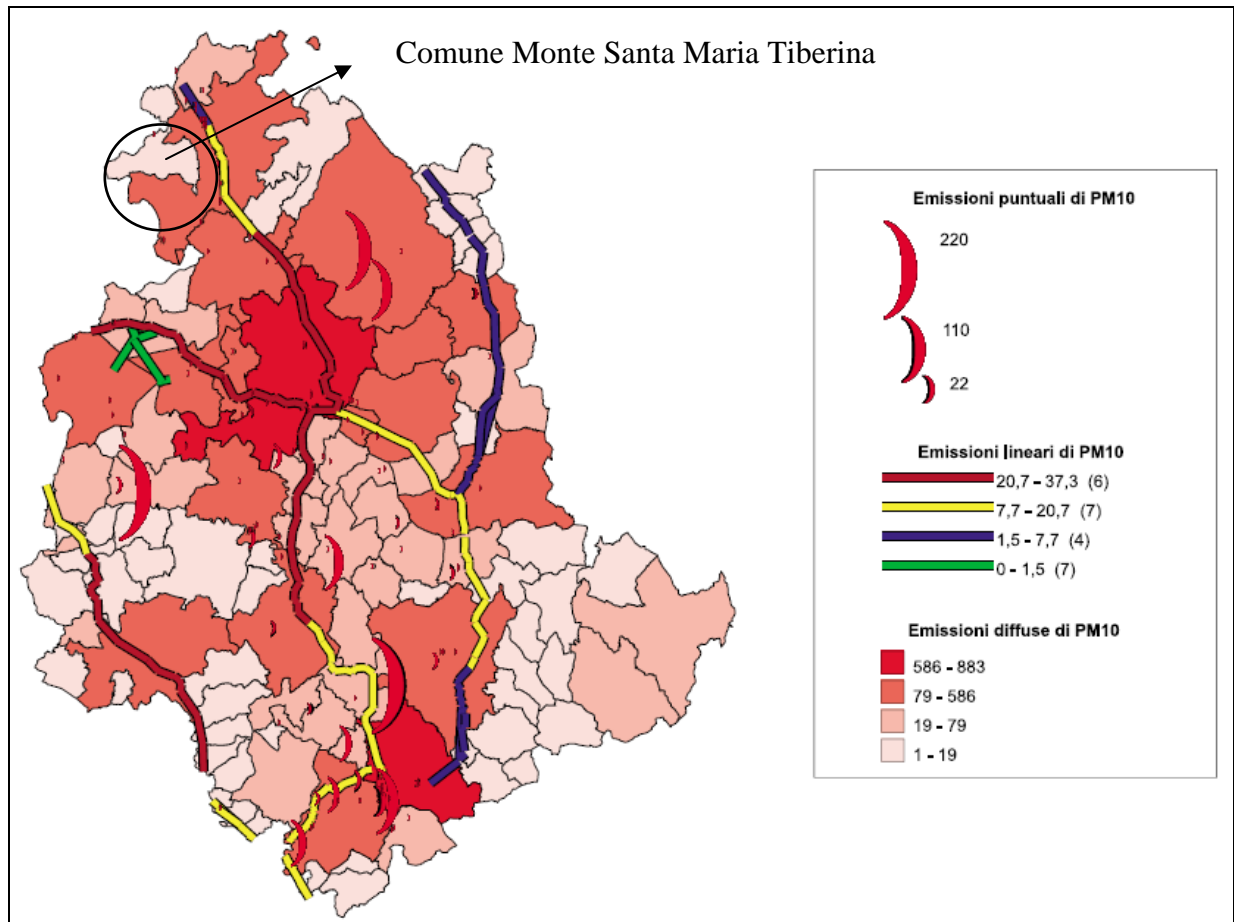 Comune Monte Santa Maria Tiberina
Emissioni puntuali di PM10
220
110
22
Emissioni lineari di PM10
20,7 – 37,3 (6)
7,7 – 20,7 (7)
1,5 – 7,7 (4)
0 – 1,5 (7)
Emissioni diffuse di PM10
586 – 883
79 – 586
19 – 79
1 – 19